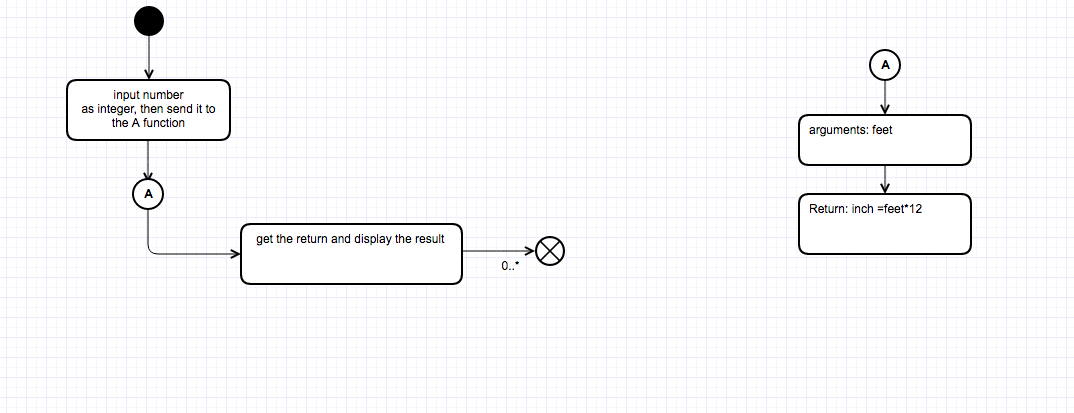 input number
as integer, then send it to
the A function
A
get the return and display the result
0..*
A
arguments: feet
Return: inch =feet*12